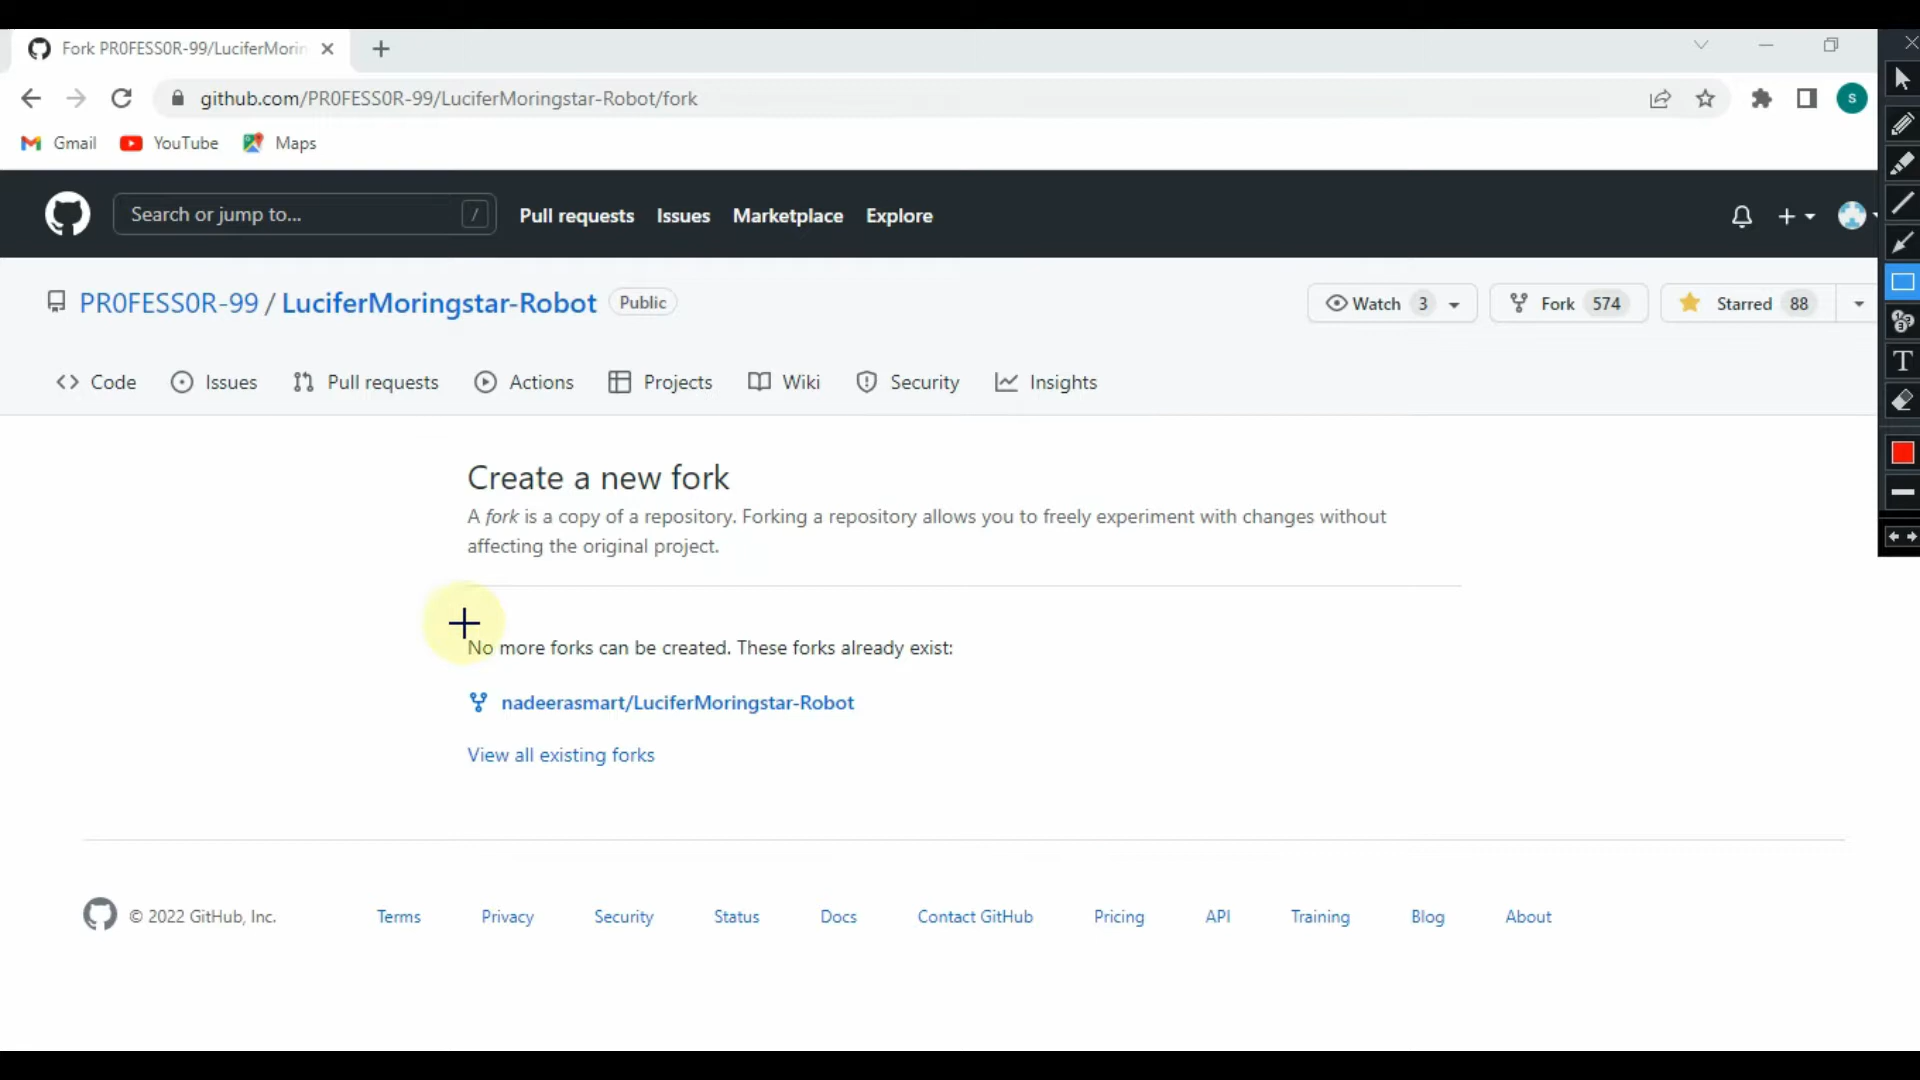 Fork PR0FESS0R-99/LuciferMorin
github.com/PR0FESS0R-99/LuciferMoringstar-Robot/fork
S
Gmail YouTube Maps
Search or jump to... / Pull requests Issues Marketplace Explore
PR0FESS0R-99 / LuciferMoringstar-Robot Public Watch 3 Fork 574 Starred 88
Code Issues Pull requests Actions Projects Wiki Security Insights
T
Create a new fork
A fork is a copy of a repository. Forking a repository allows you to freely experiment with changes without
affecting the original project.
No more forks can be created. These forks already exist:
nadeerasmart/LuciferMoringstar-Robot
View all existing forks
© 2022 GitHub, Inc. Terms Privacy Security Status Docs Contact GitHub Pricing API Training Blog About